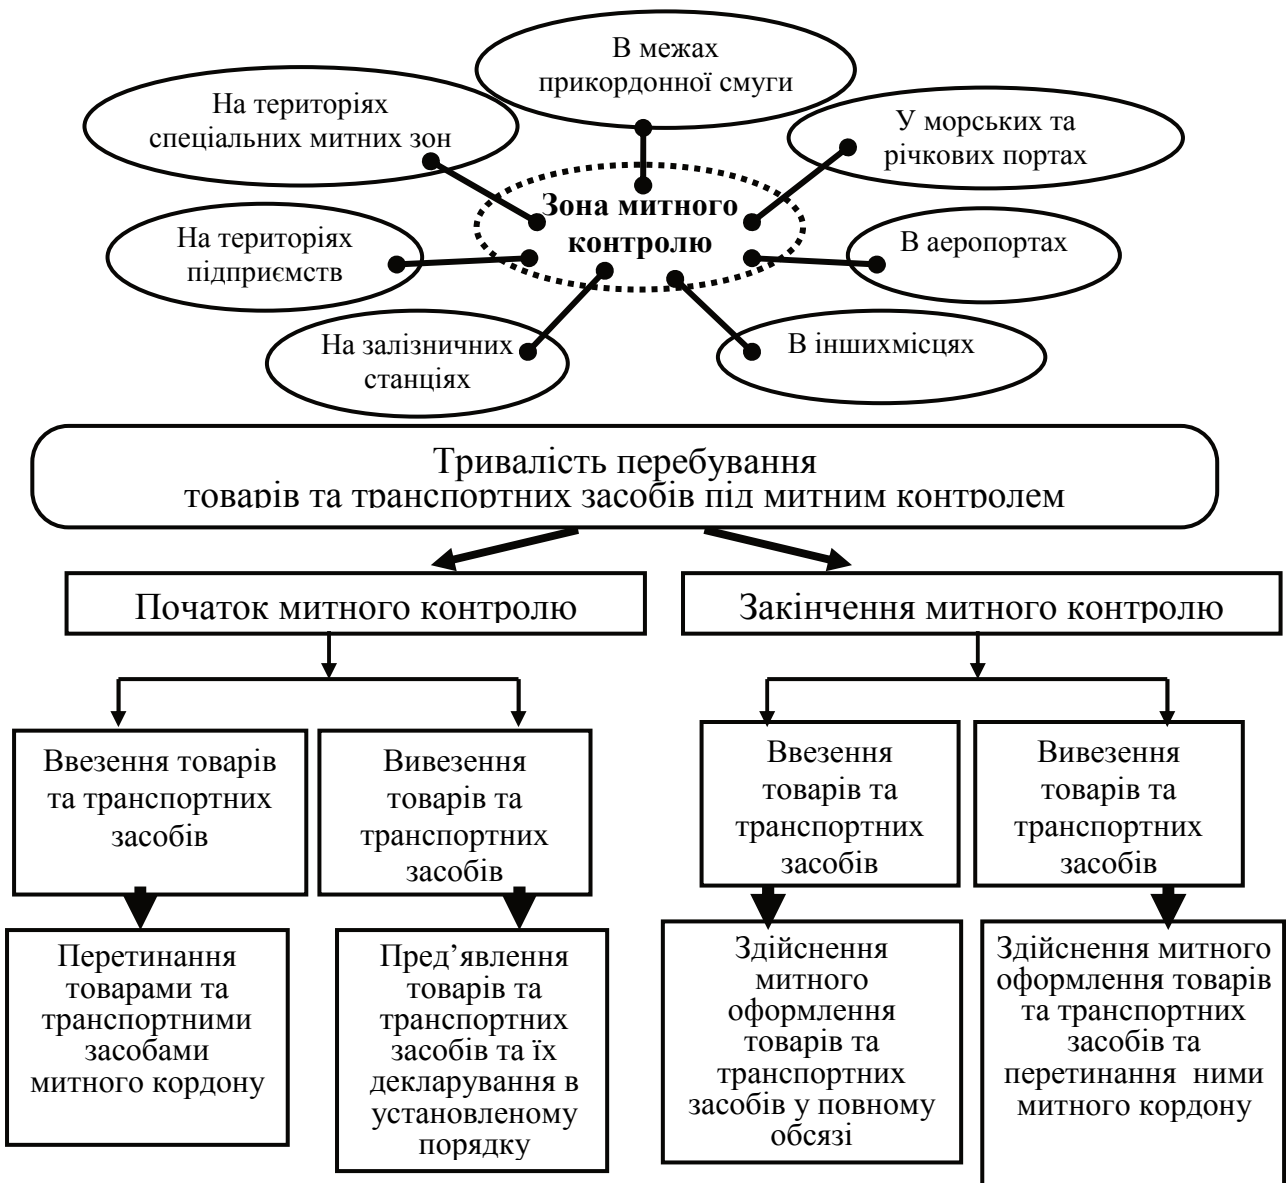 В межах
прикордонної смуги
На територіях
спеціальних митних зон
У морських та
річкових портах
Зона митного
контролю
На територіях
підприємств
В аеропортах
На залізничних
станціях
В іншихмісцях
Тривалість перебування
товарів та транспортних засобів під митним контролем
Початок митного контролю
Закінчення митного контролю
Ввезення товарів
та транспортних
засобів
Вивезення
товарів та
транспортних
засобів
Ввезення
товарів та
транспортних
засобів
Вивезення
товарів та
транспортних
засобів
Перетинання
товарами та
транспортними
засобами
митного кордону
Пред’явлення
товарів та
транспортних
засобів та їх
декларування в
установленому
порядку
Здійснення
митного
оформлення
товарів та
транспортних
засобів у повному
обсязі
Здійснення митного
оформлення товарів
та транспортних
засобів та
перетинання ними
митного кордону